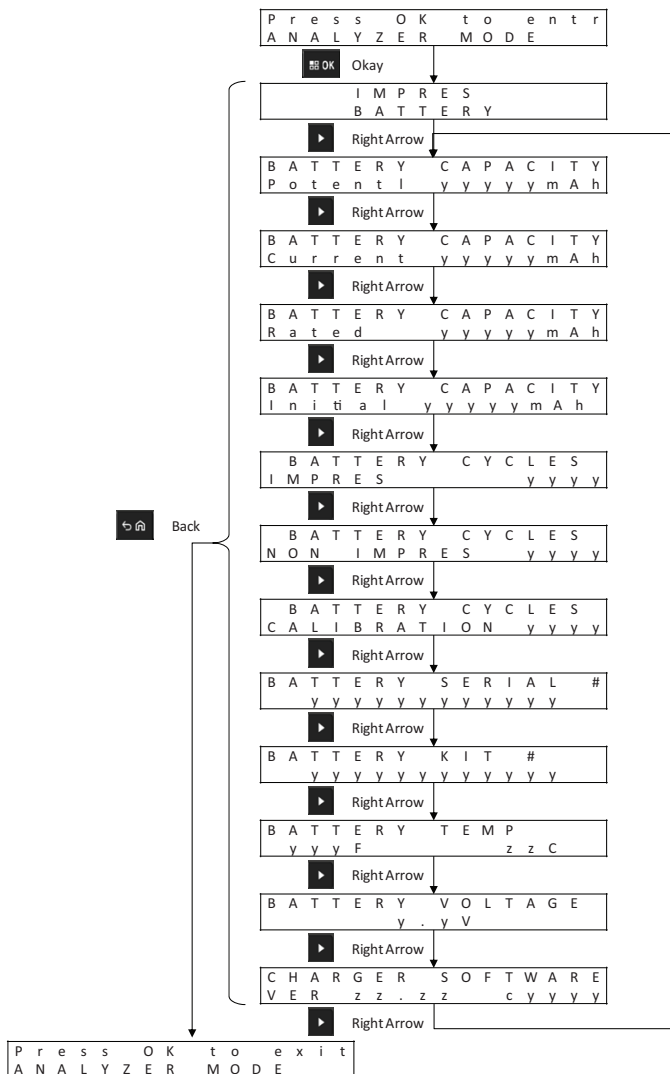 Press OK to entr
ANALYZER MODE
OK Okay
IMPRES
BATTERY
Right Arrow
BATTERY CAPACITY
Potentl yyyyymAh
Right Arrow
BATTERY CAPACITY
Current yyyyymAh
Right Arrow
BATTERY CAPACITY
Rated yyyyymAh
Right Arrow
BATTERY CAPACITY
Initial yyyyymAh
Right Arrow
BATTERY CYCLES
IMPRES yyyy
Right Arrow
Back
BATTERY CYCLES
NON IMPRES yyyy
Right Arrow
BATTERY CYCLES
CALIBRATION yyyy
Right Arrow
BATTERY SERIAL #
yyyyyyyyyyyy
Right Arrow
BATTERY KIT #
yyyyyyyyyyyy
Right Arrow
BATTERY TEMP
yyyF zzC
Right Arrow
BATTERY VOLTAGE
y.yV
Right Arrow
CHARGER SOFTWARE
VER zz.zz cyyyy
Right Arrow
Press OK to exit
ANALYZER MODE